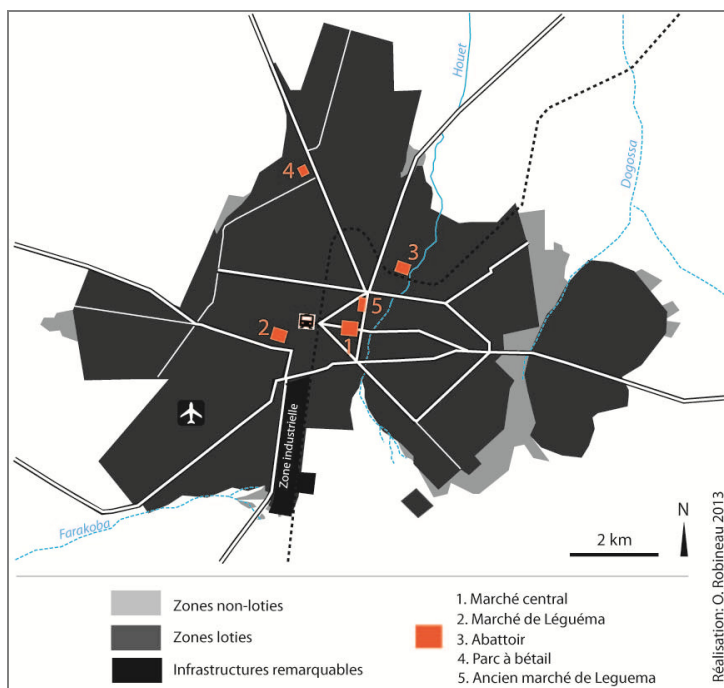 Houet
Dogossa
4
3
5
2
1
Zone industrielle
Farakoba
N
2 km
Zones non-loties
Zones loties
Infrastructures remarquables
1. Marché central
2. Marché de Léguéma
3. Abattoir
4. Parc à bétail
5. Ancien marché de Leguema
Réalisation: O. Robineau 2013